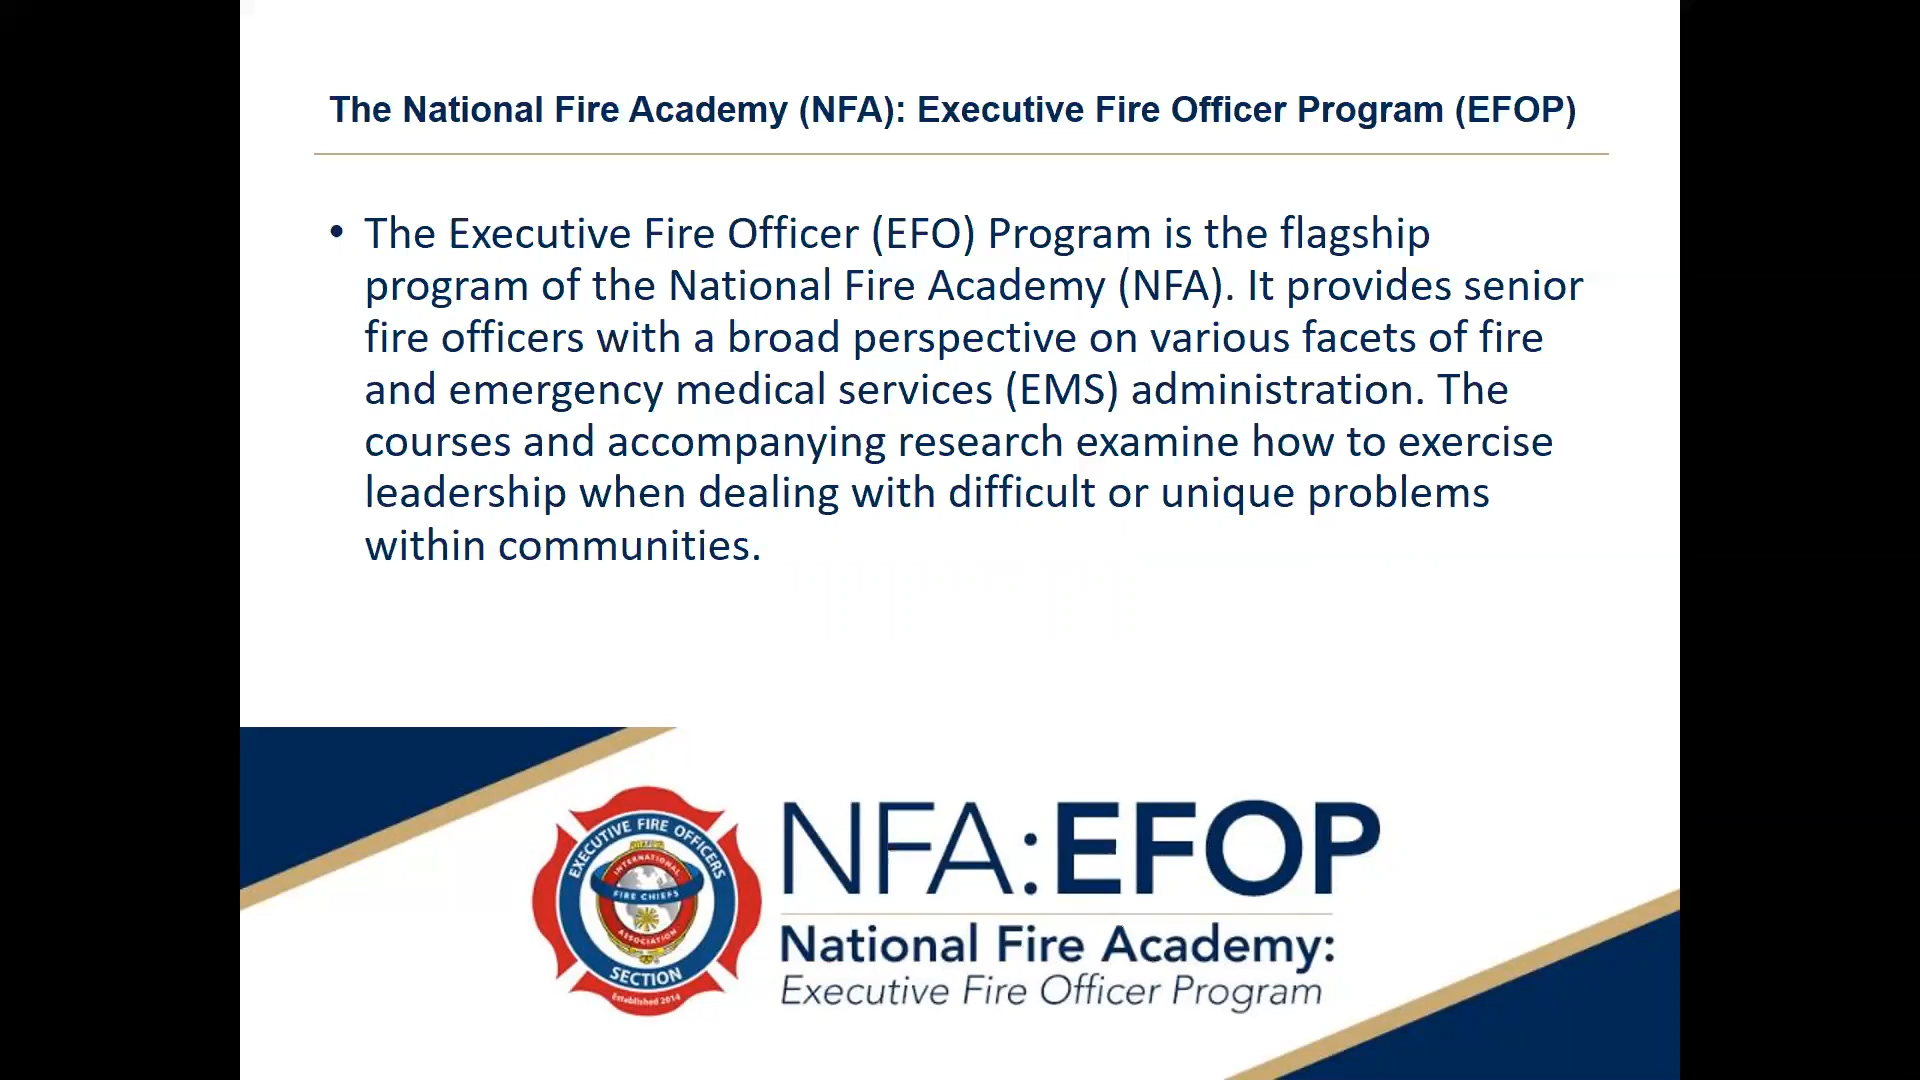 The National Fire Academy (NFA): Executive Fire Officer Program (EFOP)
• The Executive Fire Officer (EFO) Program is the flagship
program of the National Fire Academy (NFA). It provides senior
fire officers with a broad perspective on various facets of fire
and emergency medical services (EMS) administration. The
courses and accompanying research examine how to exercise
leadership when dealing with difficult or unique problems
within communities.
EXECUTIVE FIRE OFFICERS
INTERNATIONAL
FIRE CHIEFS
ASSOCIATION
SECTION
Established 2014
NFA:EFOP
National Fire Academy:
Executive Fire Officer Program